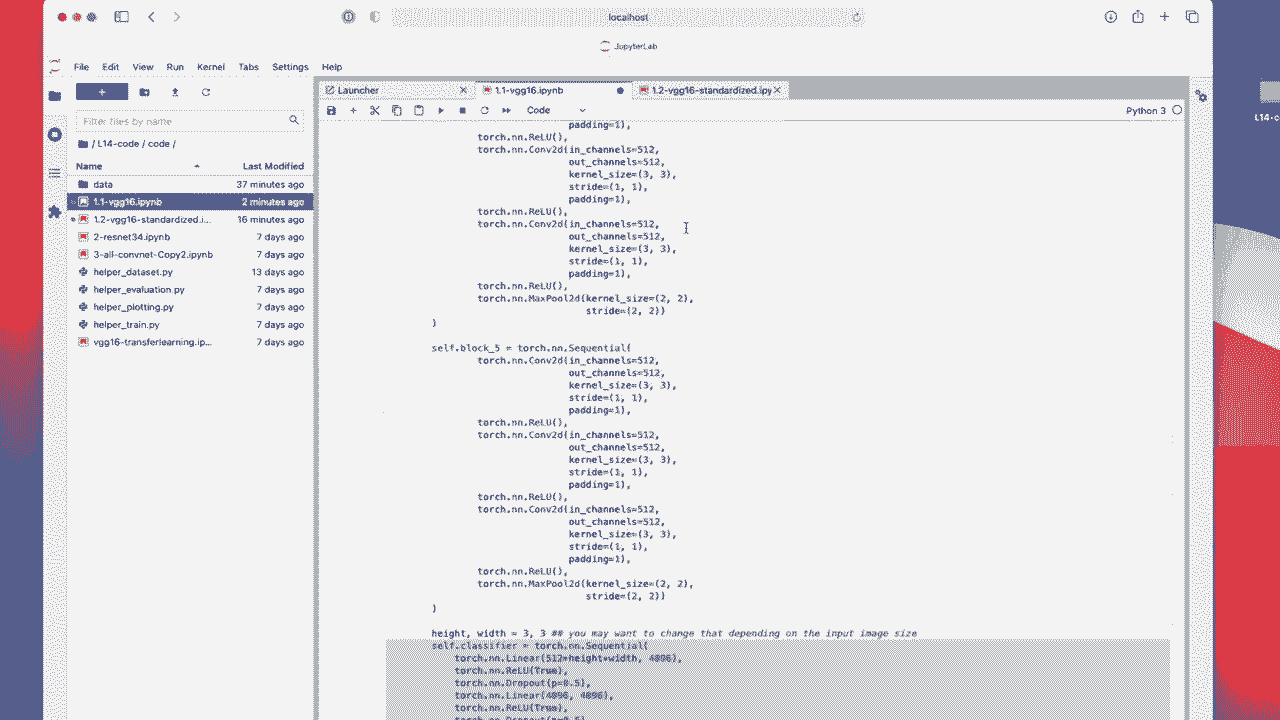 localhost
JupyterLab
File Edit View Run Kernel Tabs Settings Help
Launcher
1.1-vgg16.ipynb
1.2-vgg16-standardized.ipy
Filter files by name
Code
Python 3
/ L14-code / code /
Name Last Modified
data 37 minutes ago
1.1-vgg16.ipynb 2 minutes ago
1.2-vgg16-standardized.i... 16 minutes ago
2-resnet34.ipynb 7 days ago
3-all-convnet-Copy2.ipynb 7 days ago
helper_dataset.py 13 days ago
helper_evaluation.py 7 days ago
helper_plotting.py 7 days ago
helper_train.py 7 days ago
vgg16-transferlearning.ip... 7 days ago
padding=1),
torch.nn.ReLU(),
torch.nn.Conv2d(in_channels=512,
out_channels=512,
kernel_size=(3, 3),
stride=(1, 1),
padding=1),
torch.nn.ReLU(),
torch.nn.Conv2d(in_channels=512,
out_channels=512,
kernel_size=(3, 3),
stride=(1, 1),
padding=1),
torch.nn.ReLU(),
torch.nn.MaxPool2d(kernel_size=(2, 2),
stride=(2, 2))
)
self.block_5 = torch.nn.Sequential(
torch.nn.Conv2d(in_channels=512,
out_channels=512,
kernel_size=(3, 3),
stride=(1, 1),
padding=1),
torch.nn.ReLU(),
torch.nn.Conv2d(in_channels=512,
out_channels=512,
kernel_size=(3, 3),
stride=(1, 1),
padding=1),
torch.nn.ReLU(),
torch.nn.Conv2d(in_channels=512,
out_channels=512,
kernel_size=(3, 3),
stride=(1, 1),
padding=1),
torch.nn.ReLU(),
torch.nn.MaxPool2d(kernel_size=(2, 2),
stride=(2, 2))
)
height, width = 3, 3 ## you may want to change that depending on the input image size
self.classifier = torch.nn.Sequential(
torch.nn.Linear(512*height*width, 4096),
torch.nn.ReLU(True),
torch.nn.Dropout(p=0.5),
torch.nn.Linear(4096, 4096),
torch.nn.ReLU(True),